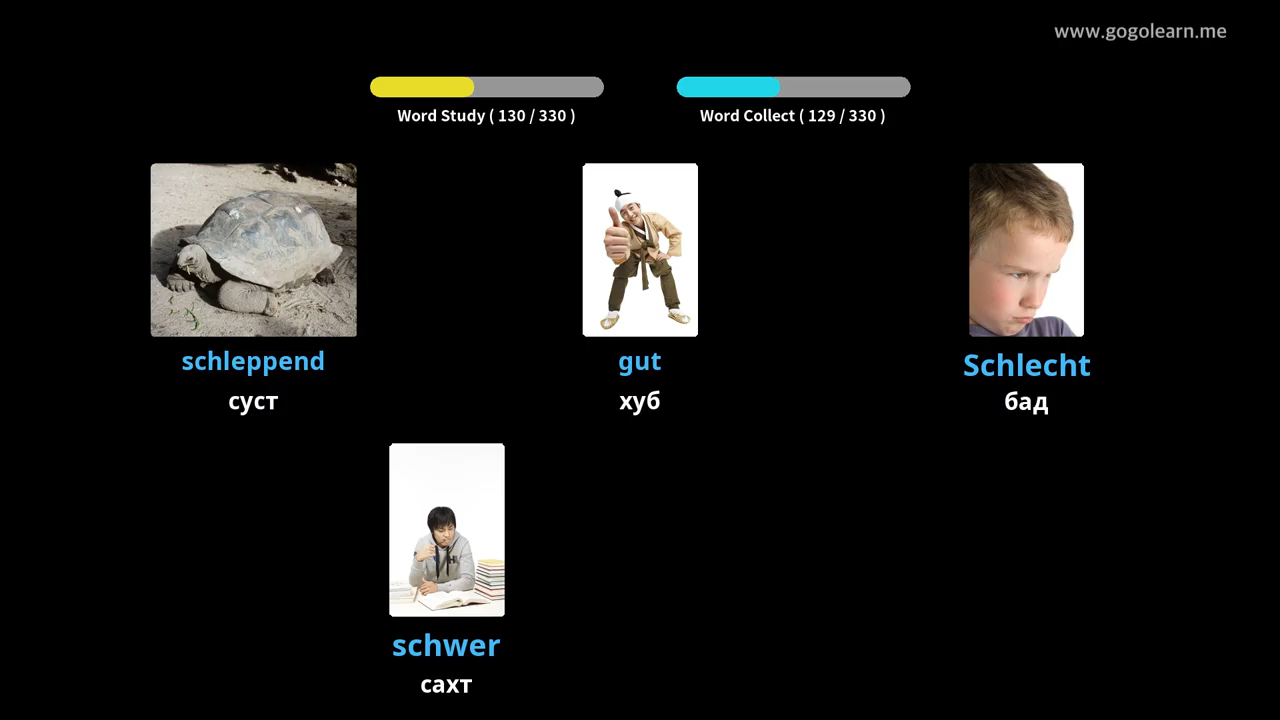 www.gogolearn.me
Word Study ( 130 / 330 )
Word Collect ( 129 / 330 )
schleppend
суст
gut
хуб
Schlecht
бад
schwer
сахт